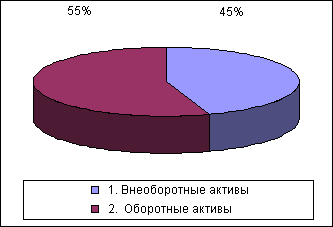 55% 45%
1. Внеоборотные активы
2. Оборотные активы